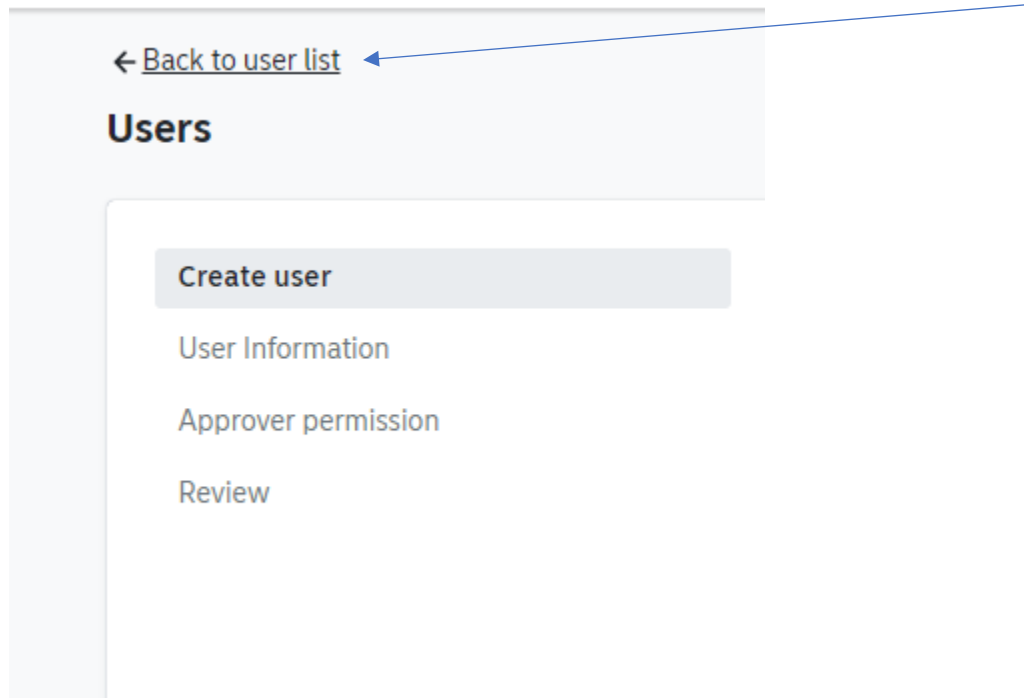 ← Back to user list
Users
Create user
User Information
Approver permission
Review